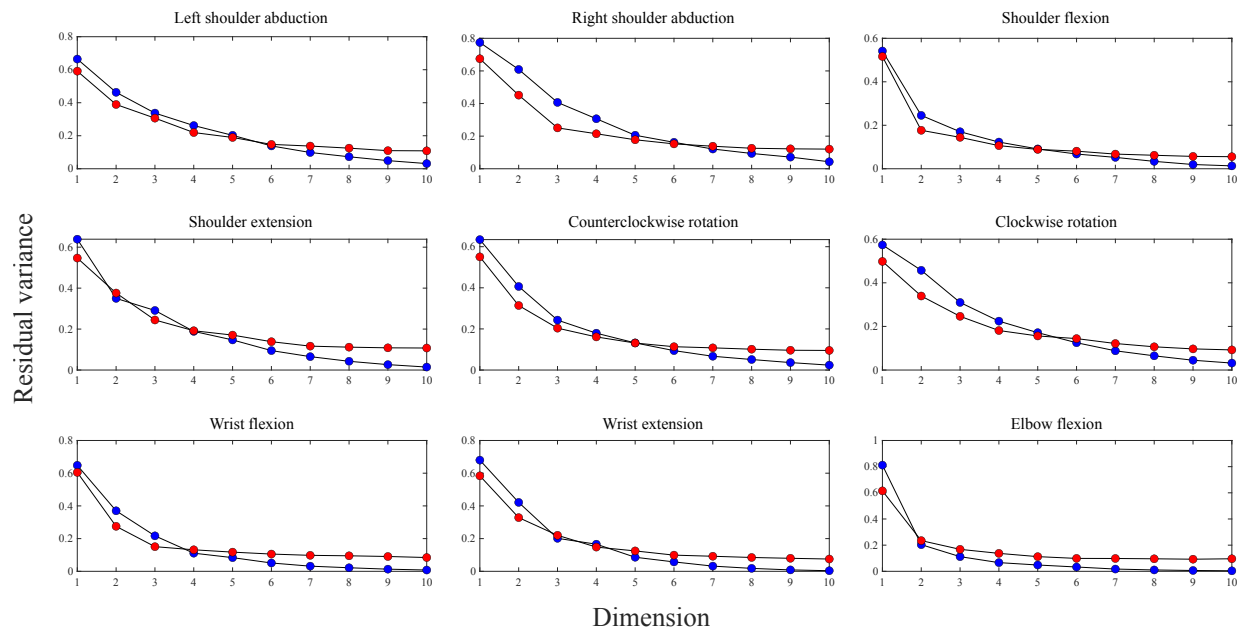 Left shoulder abduction
0.8
0.6
0.4
0.2
0
1 2 3 4 5 6 7 8 9 10
Right shoulder abduction
0.8
0.6
0.4
0.2
0
1 2 3 4 5 6 7 8 9 10
Shoulder flexion
0.6
0.4
0.2
0
1 2 3 4 5 6 7 8 9 10
Residual variance
Shoulder extension
0.6
0.4
0.2
0
1 2 3 4 5 6 7 8 9 10
Counterclockwise rotation
0.6
0.4
0.2
0
1 2 3 4 5 6 7 8 9 10
Clockwise rotation
0.6
0.4
0.2
0
1 2 3 4 5 6 7 8 9 10
Wrist flexion
0.8
0.6
0.4
0.2
0
1 2 3 4 5 6 7 8 9 10
Wrist extension
0.8
0.6
0.4
0.2
0
1 2 3 4 5 6 7 8 9 10
Elbow flexion
1
0.8
0.6
0.4
0.2
0
1 2 3 4 5 6 7 8 9 10
Dimension